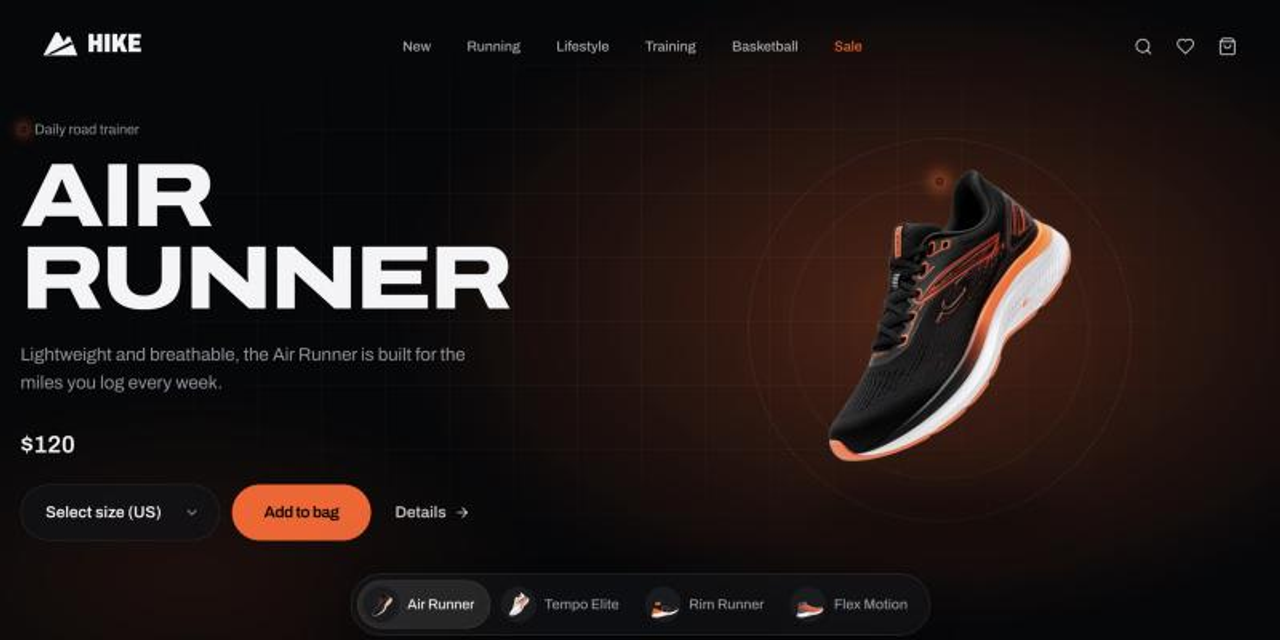 HIKE
New
Running
Lifestyle
Training
Basketball
Sale
Daily road trainer
AIR
RUNNER
Lightweight and breathable, the Air Runner is built for the
miles you log every week.
$120
Select size (US)
Add to bag
Details →
Air Runner
Tempo Elite
Rim Runner
Flex Motion